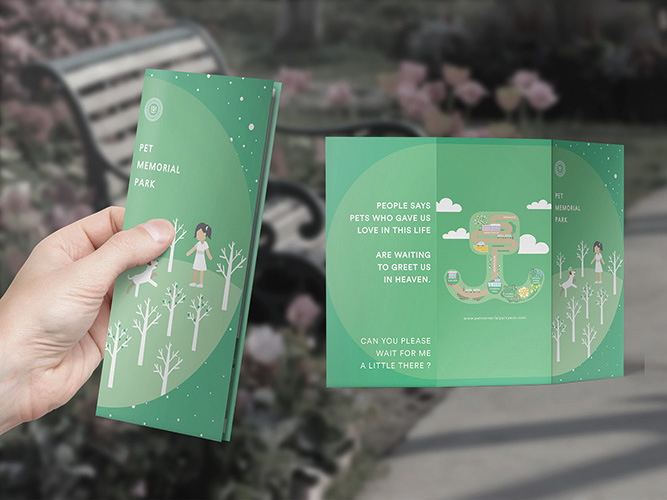 PET
MEMORIAL
PARK
PEOPLE SAYS
PETS WHO GAVE US
LOVE IN THIS LIFE
ARE WAITING
TO GREET US
IN HEAVEN.
CAN YOU PLEASE
WAIT FOR ME
A LITTLE THERE ?
PET
MEMORIAL
PARK